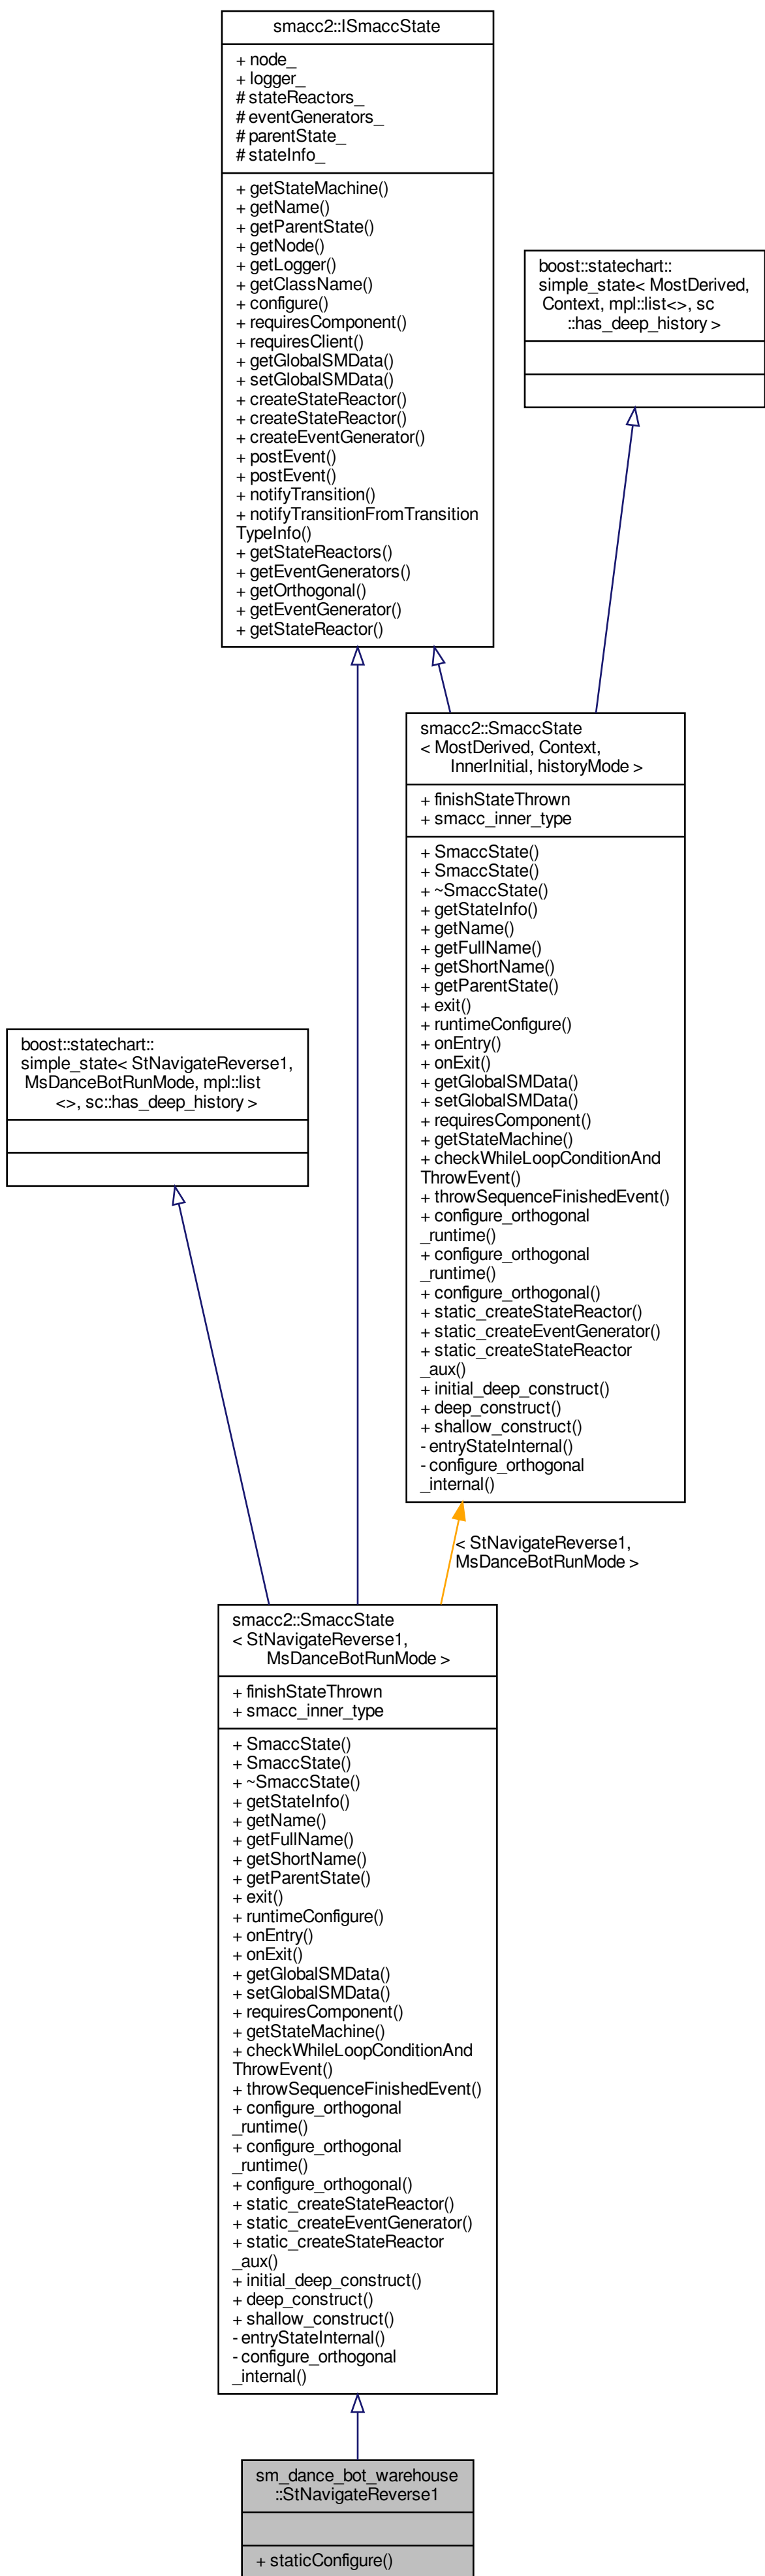 smacc2::ISmaccState
+ node_
+ logger_
# stateReactors_
# eventGenerators_
# parentState_
# stateInfo_
+ getStateMachine()
+ getName()
+ getParentState()
+ getNode()
+ getLogger()
+ getClassName()
+ configure()
+ requiresComponent()
+ requiresClient()
+ getGlobalSMData()
+ setGlobalSMData()
+ createStateReactor()
+ createStateReactor()
+ createEventGenerator()
+ postEvent()
+ postEvent()
+ notifyTransition()
+ notifyTransitionFromTransition
TypeInfo()
+ getStateReactors()
+ getEventGenerators()
+ getOrthogonal()
+ getEventGenerator()
+ getStateReactor()
boost::statechart::
simple_state< MostDerived,
Context, mpl::list<>, sc
::has_deep_history >
smacc2::SmaccState
< MostDerived, Context,
InnerInitial, historyMode >
+ finishStateThrown
+ smacc_inner_type
+ SmaccState()
+ SmaccState()
+ ~SmaccState()
+ getStateInfo()
+ getName()
+ getFullName()
+ getShortName()
+ getParentState()
+ exit()
+ runtimeConfigure()
+ onEntry()
+ onExit()
+ getGlobalSMData()
+ setGlobalSMData()
+ requiresComponent()
+ getStateMachine()
+ checkWhileLoopConditionAnd
ThrowEvent()
+ throwSequenceFinishedEvent()
+ configure_orthogonal
_runtime()
+ configure_orthogonal
_runtime()
+ configure_orthogonal()
+ static_createStateReactor()
+ static_createEventGenerator()
+ static_createStateReactor
_aux()
+ initial_deep_construct()
+ deep_construct()
+ shallow_construct()
- entryStateInternal()
- configure_orthogonal
_internal()
boost::statechart::
simple_state< StNavigateReverse1,
MsDanceBotRunMode, mpl::list
<>, sc::has_deep_history >
< StNavigateReverse1,
MsDanceBotRunMode >
smacc2::SmaccState
< StNavigateReverse1,
MsDanceBotRunMode >
+ finishStateThrown
+ smacc_inner_type
+ SmaccState()
+ SmaccState()
+ ~SmaccState()
+ getStateInfo()
+ getName()
+ getFullName()
+ getShortName()
+ getParentState()
+ exit()
+ runtimeConfigure()
+ onEntry()
+ onExit()
+ getGlobalSMData()
+ setGlobalSMData()
+ requiresComponent()
+ getStateMachine()
+ checkWhileLoopConditionAnd
ThrowEvent()
+ throwSequenceFinishedEvent()
+ configure_orthogonal
_runtime()
+ configure_orthogonal
_runtime()
+ configure_orthogonal()
+ static_createStateReactor()
+ static_createEventGenerator()
+ static_createStateReactor
_aux()
+ initial_deep_construct()
+ deep_construct()
+ shallow_construct()
- entryStateInternal()
- configure_orthogonal
_internal()
sm_dance_bot_warehouse
::StNavigateReverse1
+ staticConfigure()